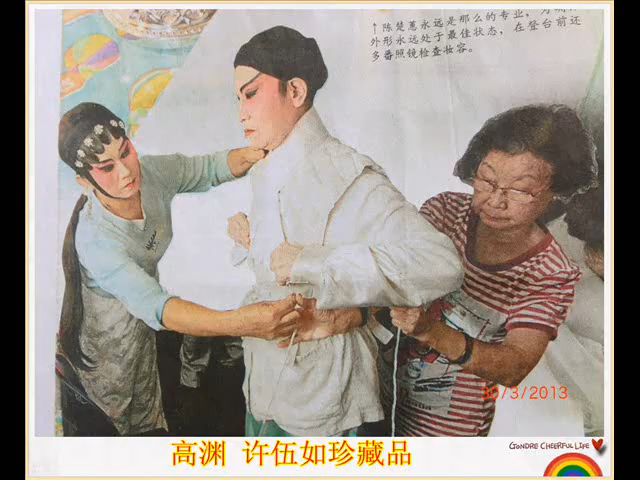 ↑陈楚蕙永远是那么的专业，为
外形永远处于最佳状态，在登台前还
多番照镜检查妆容。
30/3/2013
高渊 许伍如珍藏品
GONDRE CHEERFUL LIFE